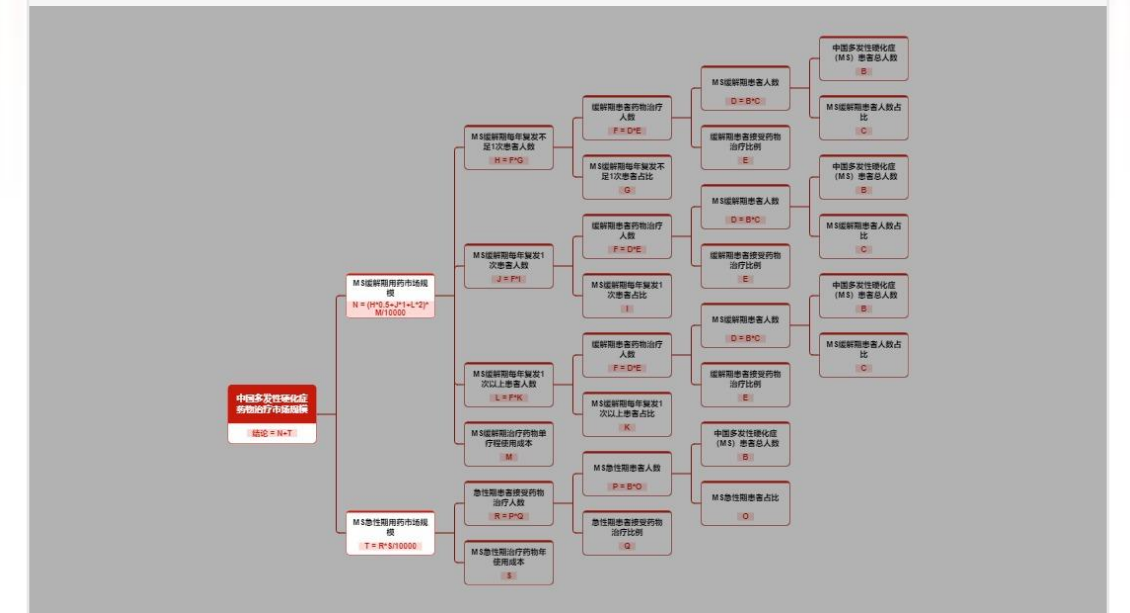 中国多发性硬化症
药物治疗市场规模
结论 = N+T
MS缓解期用药市场规
模
N = (H*0.5+J*1+L*2)*
M/10000
MS缓解期每年复发不
足1次患者人数
H = F*G
缓解期患者药物治疗
人数
F = D*E
MS缓解期患者人数
D = B*C
中国多发性硬化症
(MS) 患者总人数
B
MS缓解期患者人数占
比
C
缓解期患者接受药物
治疗比例
E
MS缓解期每年复发不
足1次患者占比
G
MS缓解期每年复发1
次患者人数
J = F*I
缓解期患者药物治疗
人数
F = D*E
MS缓解期患者人数
D = B*C
中国多发性硬化症
(MS) 患者总人数
B
MS缓解期患者人数占
比
C
缓解期患者接受药物
治疗比例
E
MS缓解期每年复发1
次患者占比
I
MS缓解期每年复发1
次以上患者人数
L = F*K
缓解期患者药物治疗
人数
F = D*E
MS缓解期患者人数
D = B*C
中国多发性硬化症
(MS) 患者总人数
B
MS缓解期患者人数占
比
C
缓解期患者接受药物
治疗比例
E
MS缓解期每年复发1
次以上患者占比
K
MS缓解期治疗药物单
疗程使用成本
M
MS急性期用药市场规
模
T = R*S/10000
急性期患者接受药物
治疗人数
R = P*Q
MS急性期患者人数
P = B*O
中国多发性硬化症
(MS) 患者总人数
B
MS急性期患者占比
O
急性期患者接受药物
治疗比例
Q
MS急性期治疗药物年
使用成本
S